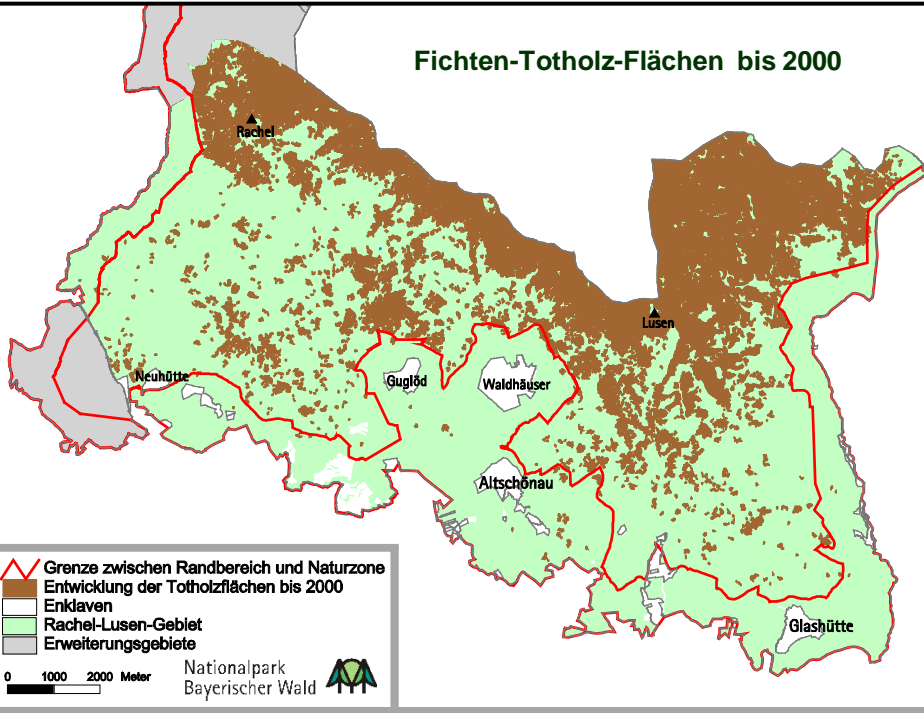 Fichten-Totholz-Flächen bis 2000
Rachel
Lusen
Neuhütte
Guglöd
Waldhäuser
Altschönau
Glashütte
Grenze zwischen Randbereich und Naturzone
Entwicklung der Totholzflächen bis 2000
Enklaven
Rachel-Lusen-Gebiet
Erweiterungsgebiete
0 1000 2000 Meter
Nationalpark
Bayerischer Wald